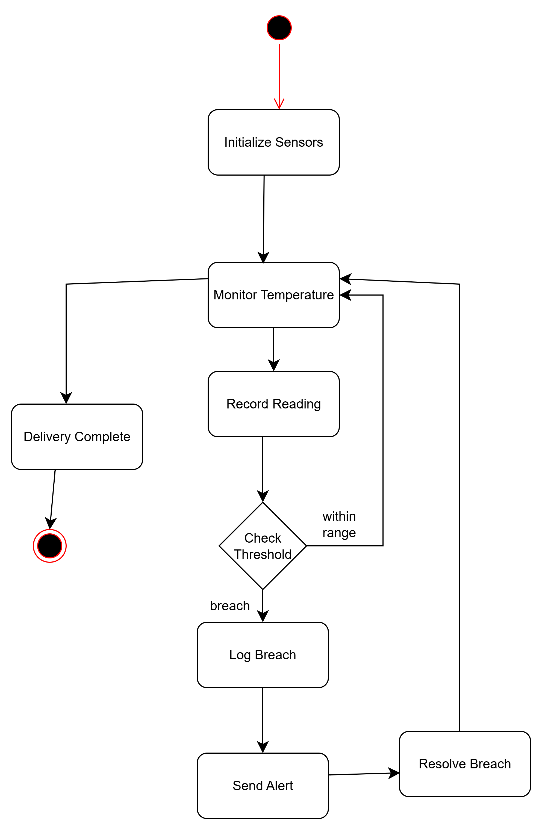 Initialize Sensors
Monitor Temperature
Record Reading
Delivery Complete
within
range
Check
Threshold
breach
Log Breach
Resolve Breach
Send Alert